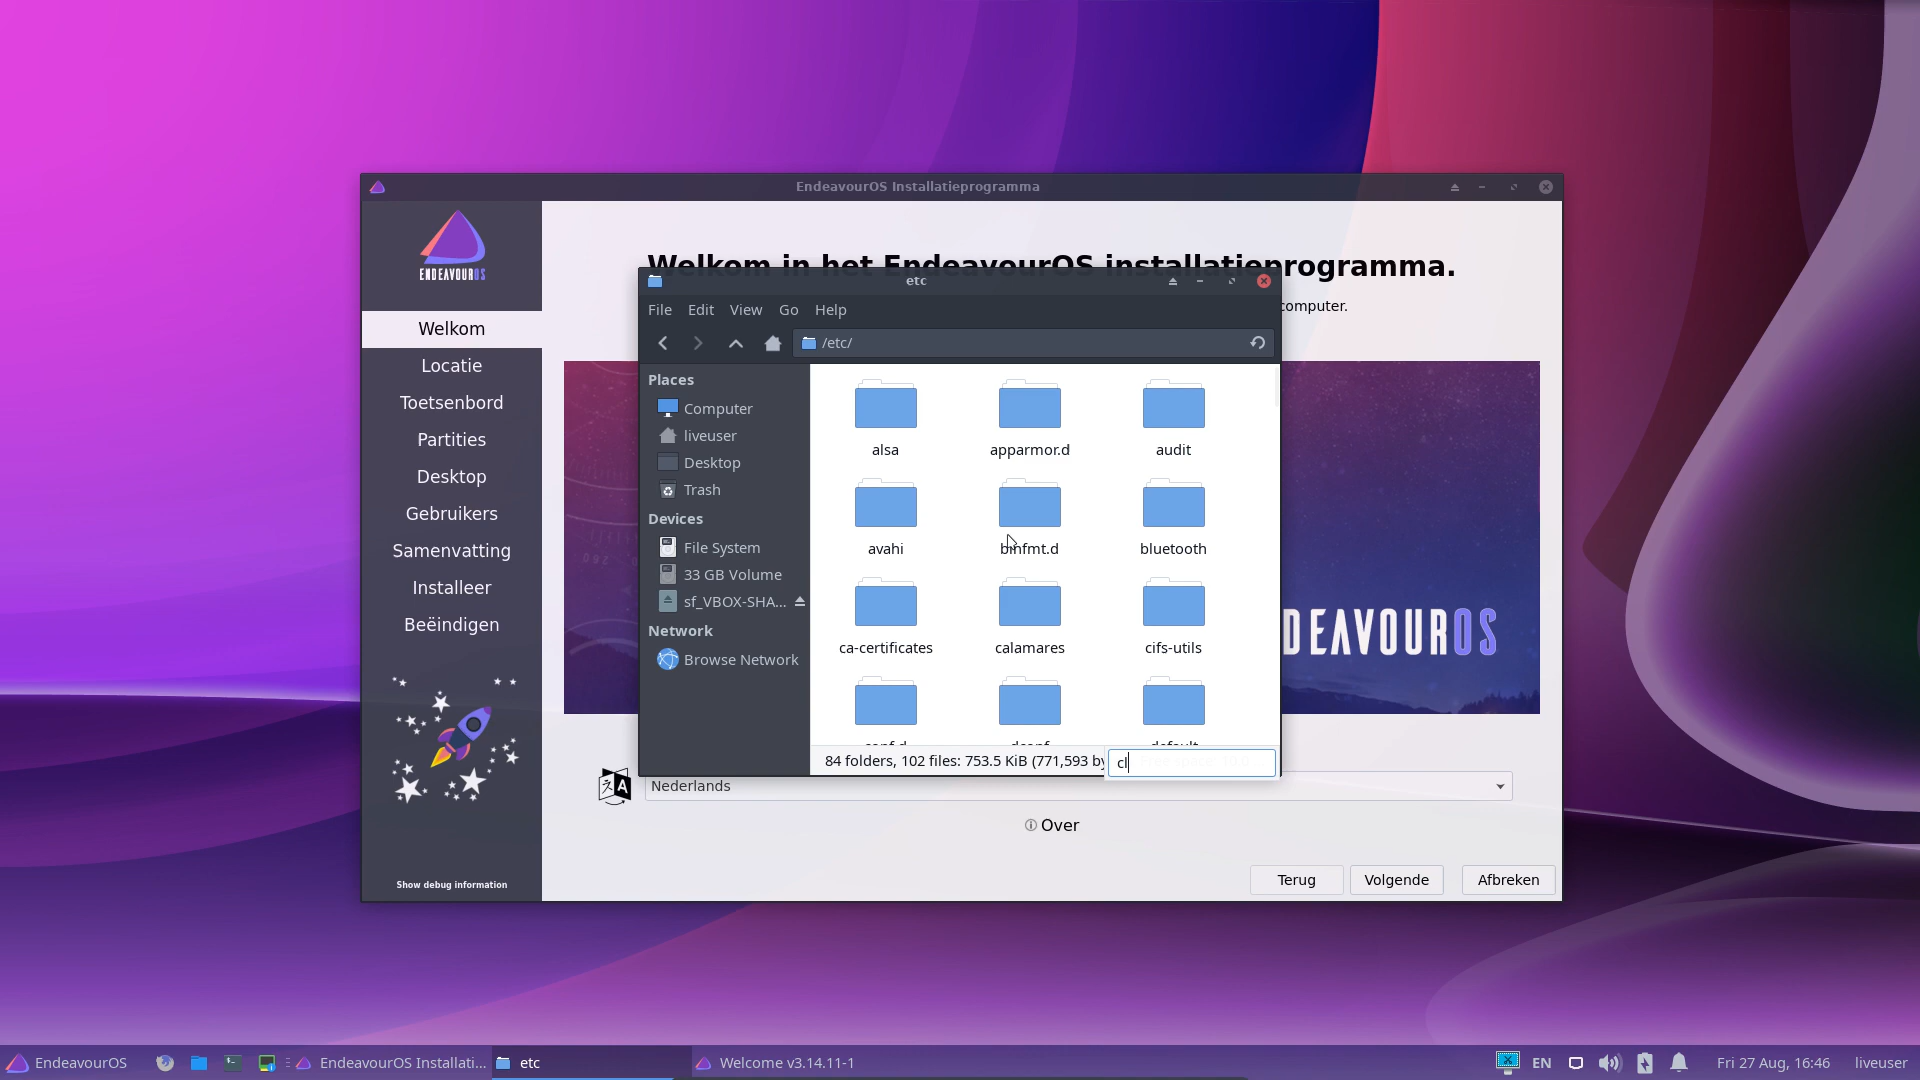 EndeavourOS Installatieprogramma
ENDEAVOUROS
Welkom
Locatie
Toetsenbord
Partities
Desktop
Gebruikers
Samenvatting
Installeer
Beëindigen
Show debug information
Welkom in het EndeavourOS installatieprogramma.
computer.
etc
File Edit View Go Help
/etc/
Places
Computer
liveuser
Desktop
Trash
Devices
File System
33 GB Volume
sf_VBOX-SHA...
Network
Browse Network
alsa apparmor.d audit
avahi binfmt.d bluetooth
ca-certificates calamares cifs-utils
conf.d dconf default
84 folders, 102 files: 753.5 KiB (771,593 by
cl
DEAVOUROS
Nederlands
Over
Terug Volgende Afbreken
EndeavourOS
EndeavourOS Installati...
etc
Welcome v3.14.11-1
EN
Fri 27 Aug, 16:46
liveuser